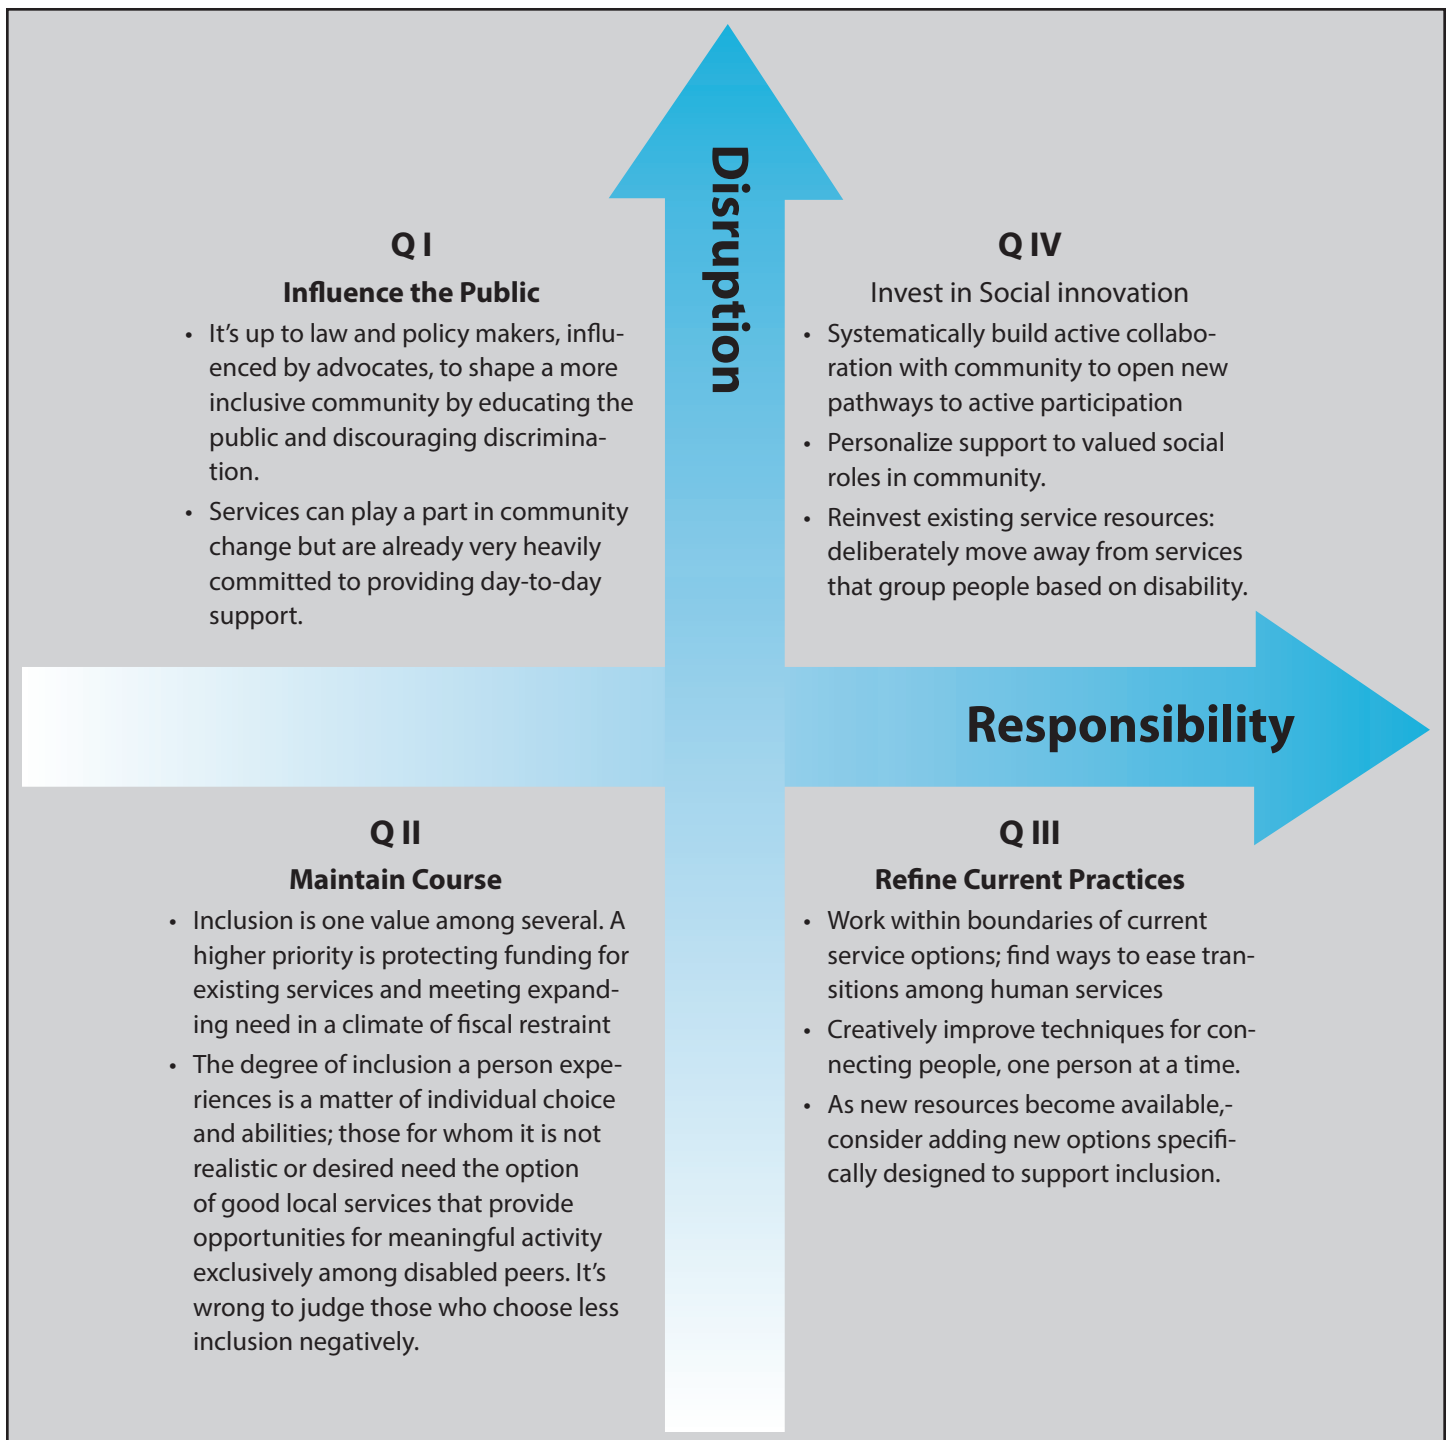 Disruption
Q I
Influence the Public
• It’s up to law and policy makers, influ-
enced by advocates, to shape a more
inclusive community by educating the
public and discouraging discrimina-
tion.
• Services can play a part in community
change but are already very heavily
committed to providing day-to-day
support.
Q IV
Invest in Social innovation
• Systematically build active collabo-
ration with community to open new
pathways to active participation
• Personalize support to valued social
roles in community.
• Reinvest existing service resources:
deliberately move away from services
that group people based on disability.
Responsibility
Q II
Maintain Course
• Inclusion is one value among several. A
higher priority is protecting funding for
existing services and meeting expand-
ing need in a climate of fiscal restraint
• The degree of inclusion a person expe-
riences is a matter of individual choice
and abilities; those for whom it is not
realistic or desired need the option
of good local services that provide
opportunities for meaningful activity
exclusively among disabled peers. It’s
wrong to judge those who choose less
inclusion negatively.
Q III
Refine Current Practices
• Work within boundaries of current
service options; find ways to ease tran-
sitions among human services
• Creatively improve techniques for con-
necting people, one person at a time.
• As new resources become available,-
consider adding new options specifi-
cally designed to support inclusion.